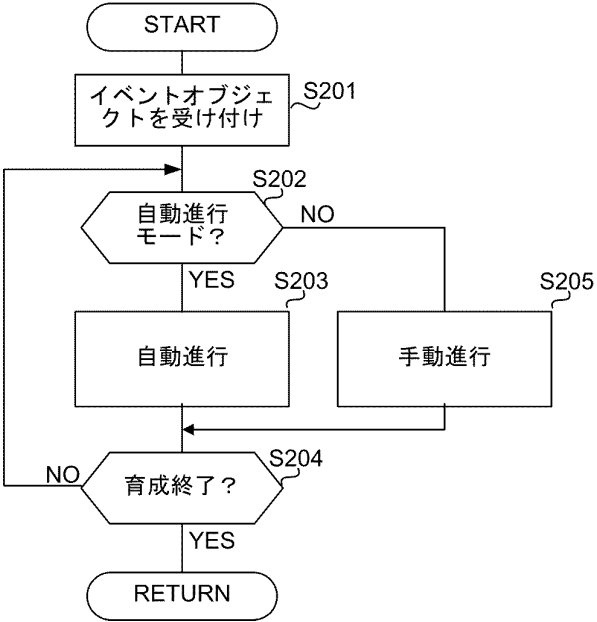 START
イベントオブジェ
クトを受け付け
S201
S202
自動進行
モード？
NO
YES
S203
S205
自動進行
手動進行
S204
NO
育成終了？
YES
RETURN